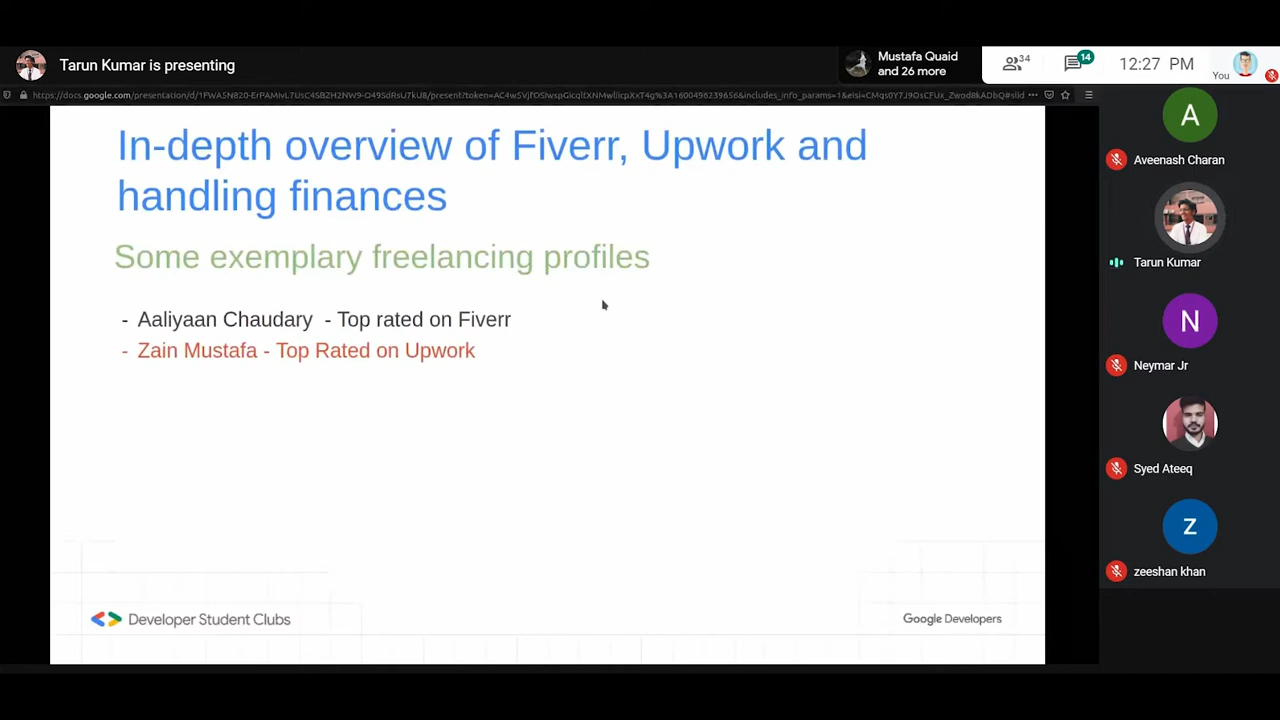 Tarun Kumar is presenting
Mustafa Quaid
and 26 more
34
14
12:27 PM
You
In-depth overview of Fiverr, Upwork and
handling finances
Some exemplary freelancing profiles
- Aaliyaan Chaudary - Top rated on Fiverr
- Zain Mustafa - Top Rated on Upwork
Developer Student Clubs
Google Developers
A
Aveenash Charan
Tarun Kumar
N
Neymar Jr
Syed Ateeq
Z
zeeshan khan